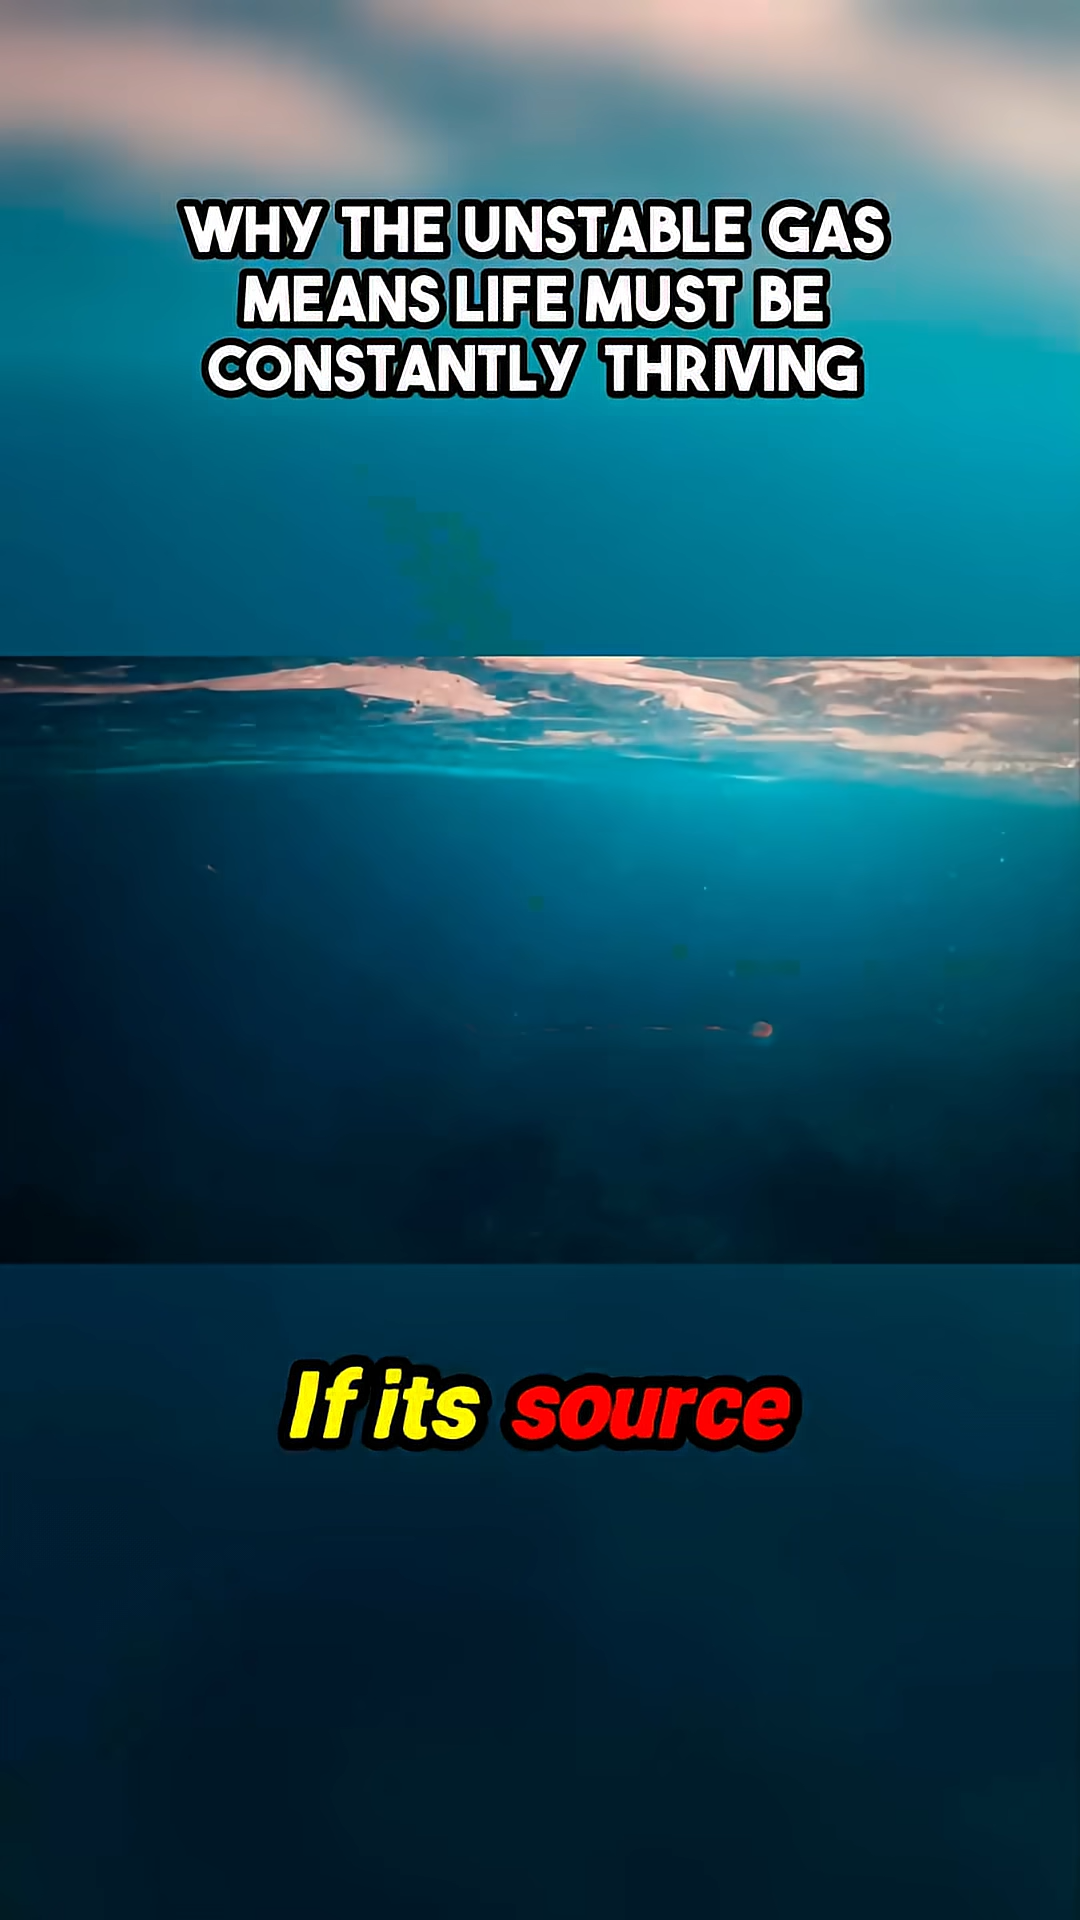 WHY THE UNSTABLE GAS
MEANS LIFE MUST BE
CONSTANTLY THRIVING
If its source